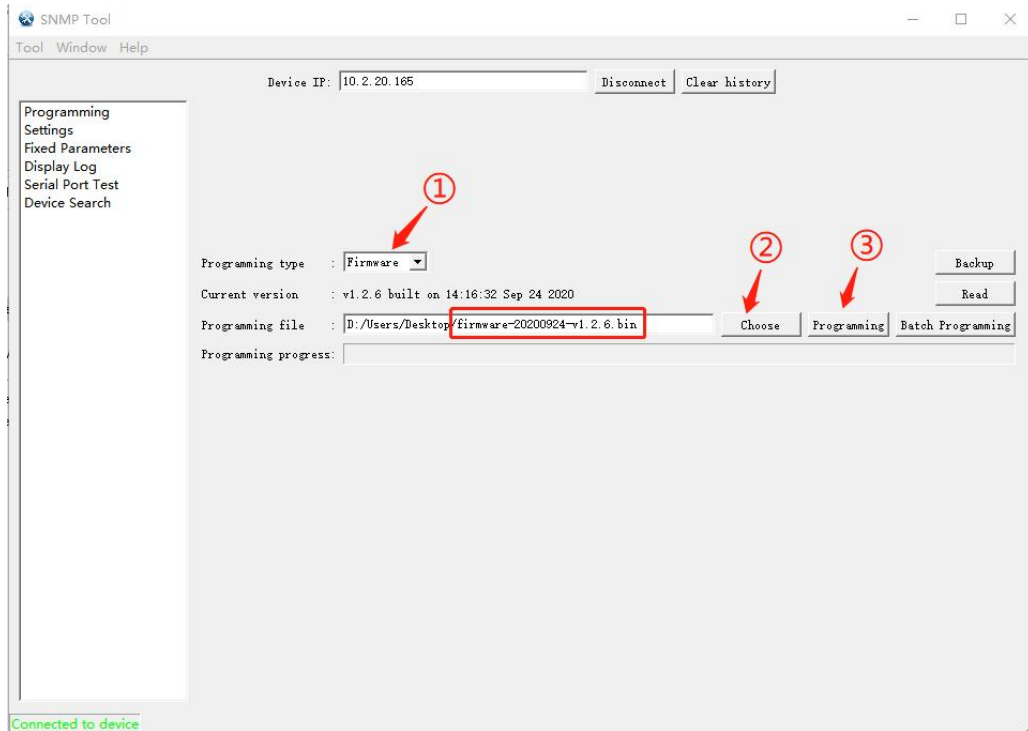 SNMP Tool
Tool Window Help
Device IP: 10.2.20.165 Disconnect Clear history
Programming
Settings
Fixed Parameters
Display Log
Serial Port Test
Device Search
①
②
③
Programming type : Firmware Backup
Current version : v1.2.6 built on 14:16:32 Sep 24 2020 Read
Programming file : D:/Users/Desktop/firmware-20200924-v1.2.6.bin Choose Programming Batch Programming
Programming progress:
Connected to device